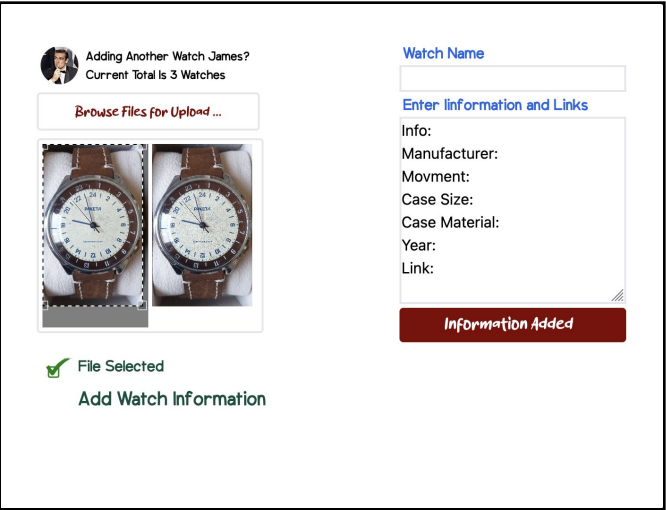 Adding Another Watch James?
Current Total Is 3 Watches
Browse Files for Upload ...
File Selected
Add Watch Information
Watch Name
Enter Iinformation and Links
Info:
Manufacturer:
Movment:
Case Size:
Case Material:
Year:
Link:
Information Added